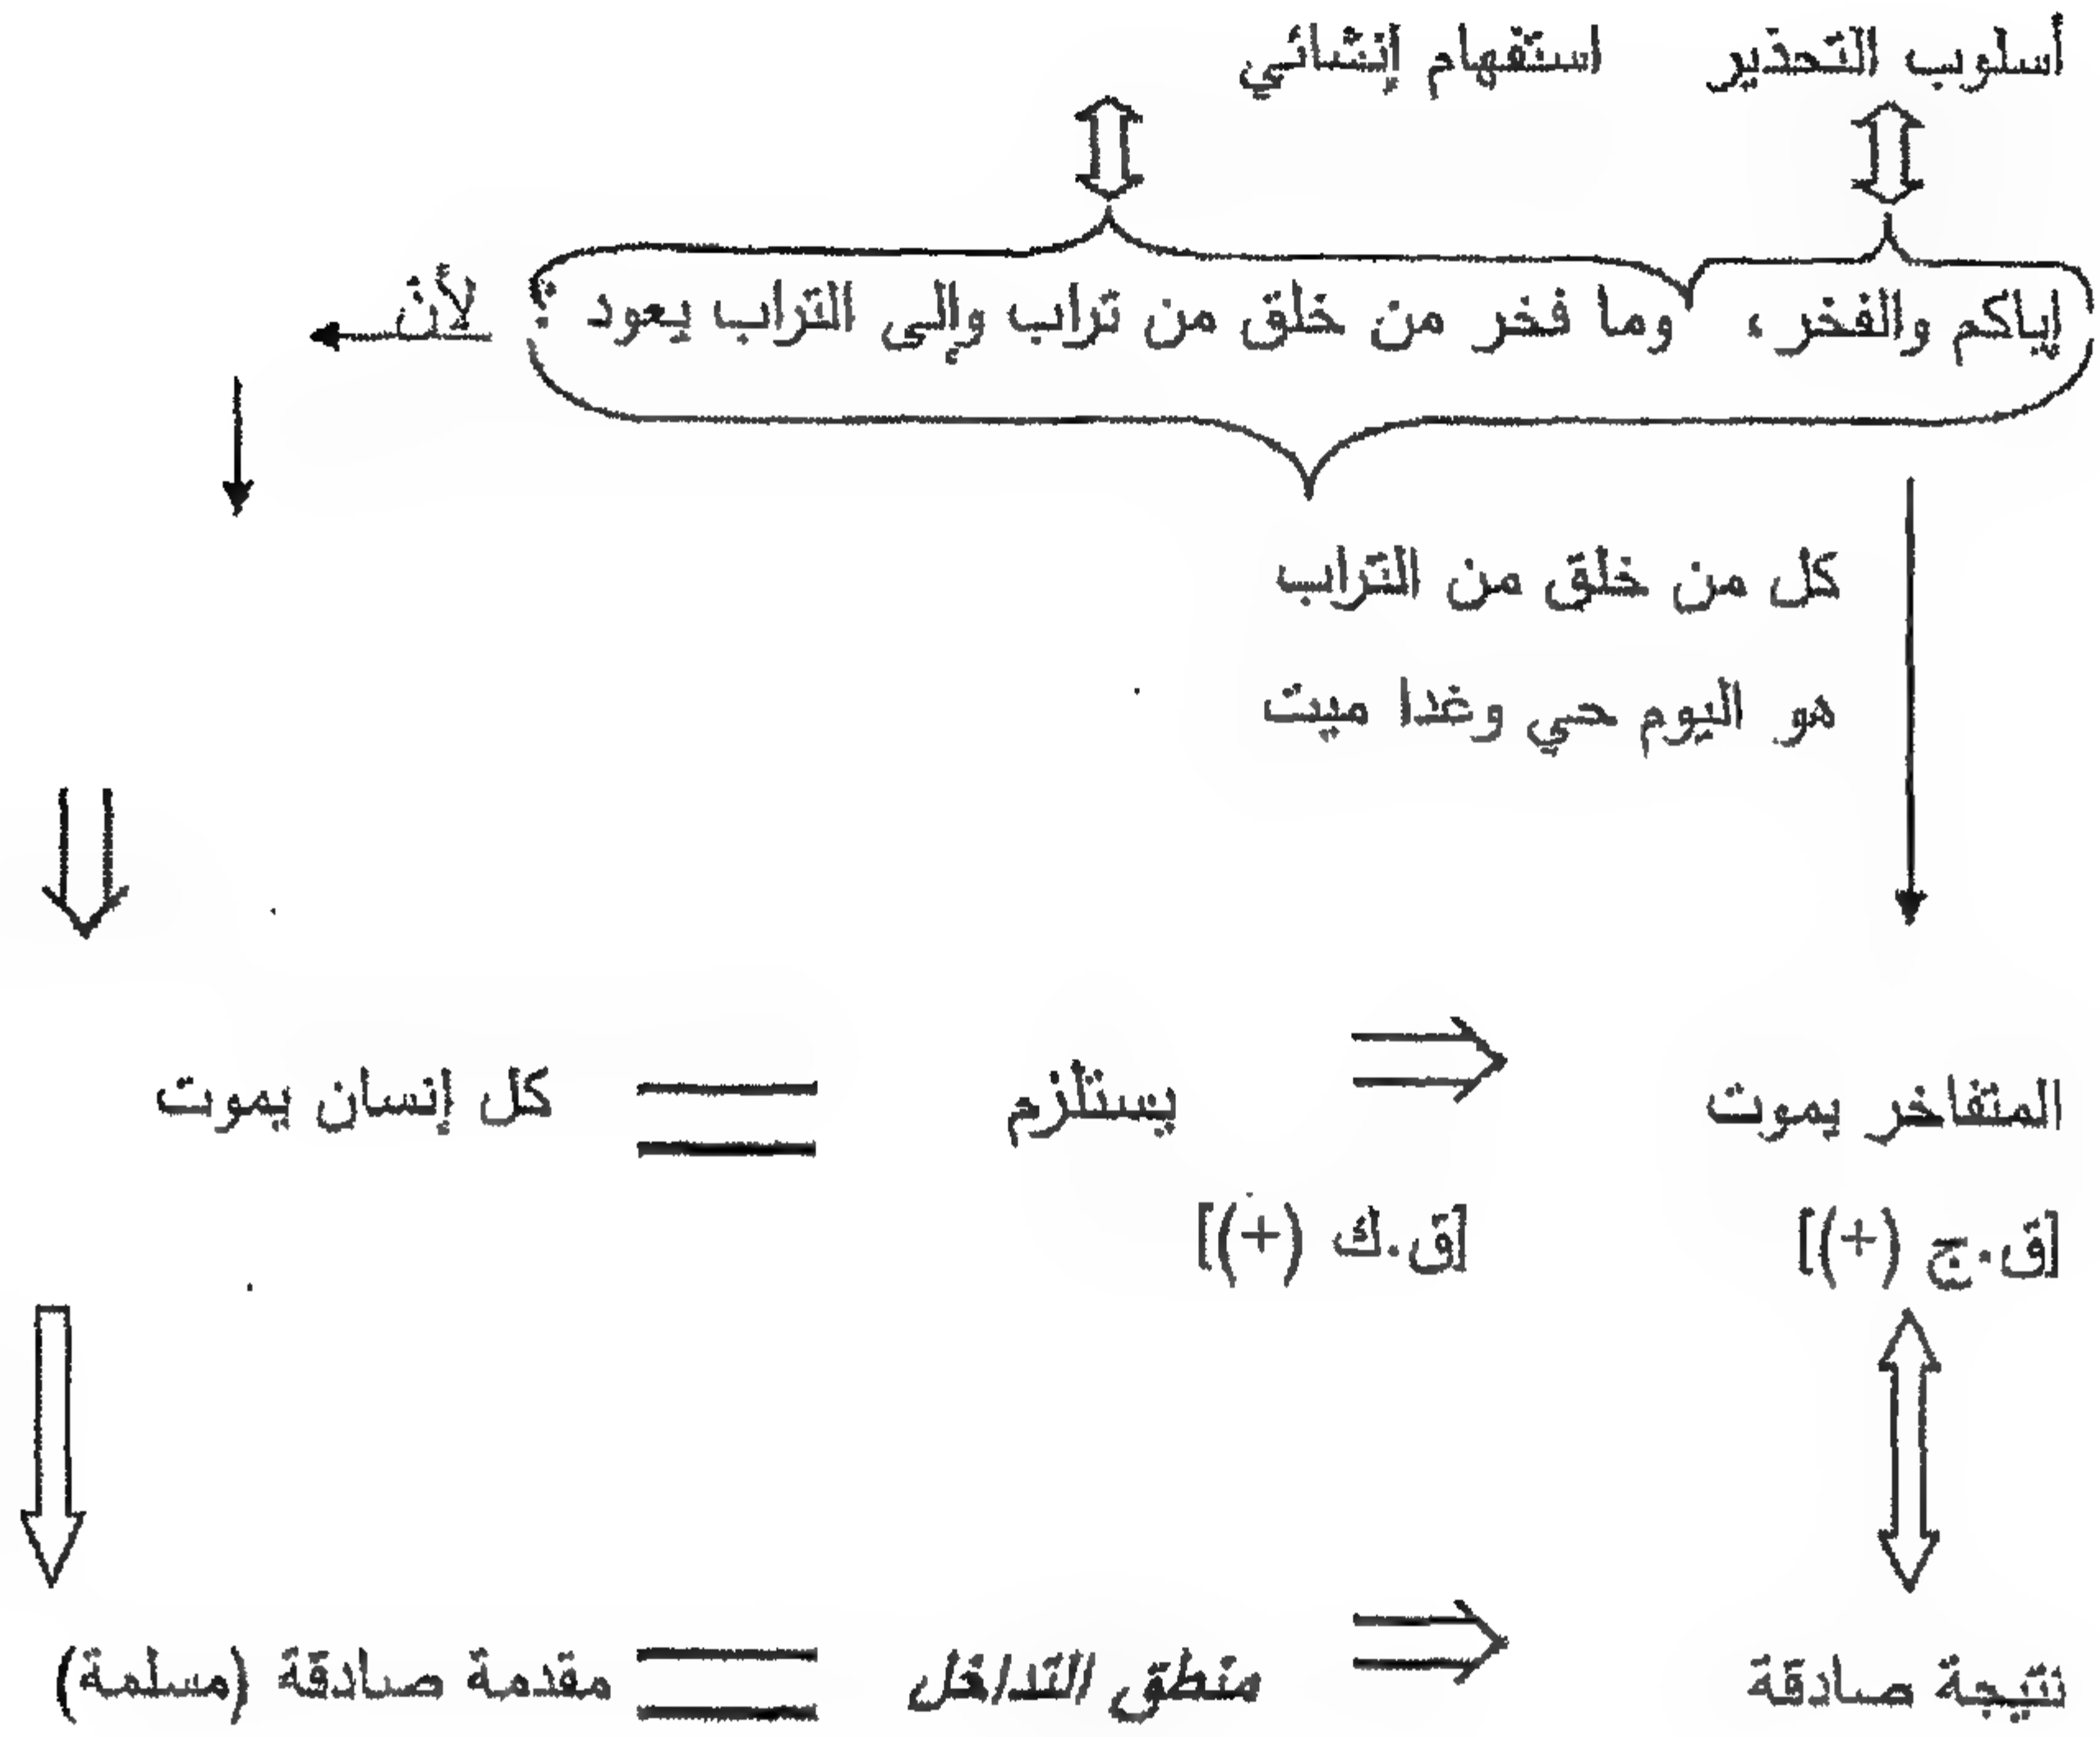 أسلوب التحذير استفهام إنشائي
إياكم والفخر، وما فخر من خلق من تراب وإلى التراب يعود ؟ لأن
كل من خلق من التراب
هو اليوم حي وغدا ميت
المتفاخر يموت يستلزم كل إنسان يموت
[ق.ج (+)] [ق.ك (+)]
نتيجة صادقة منطق التداخل مقدمة صادقة (مسلمة)